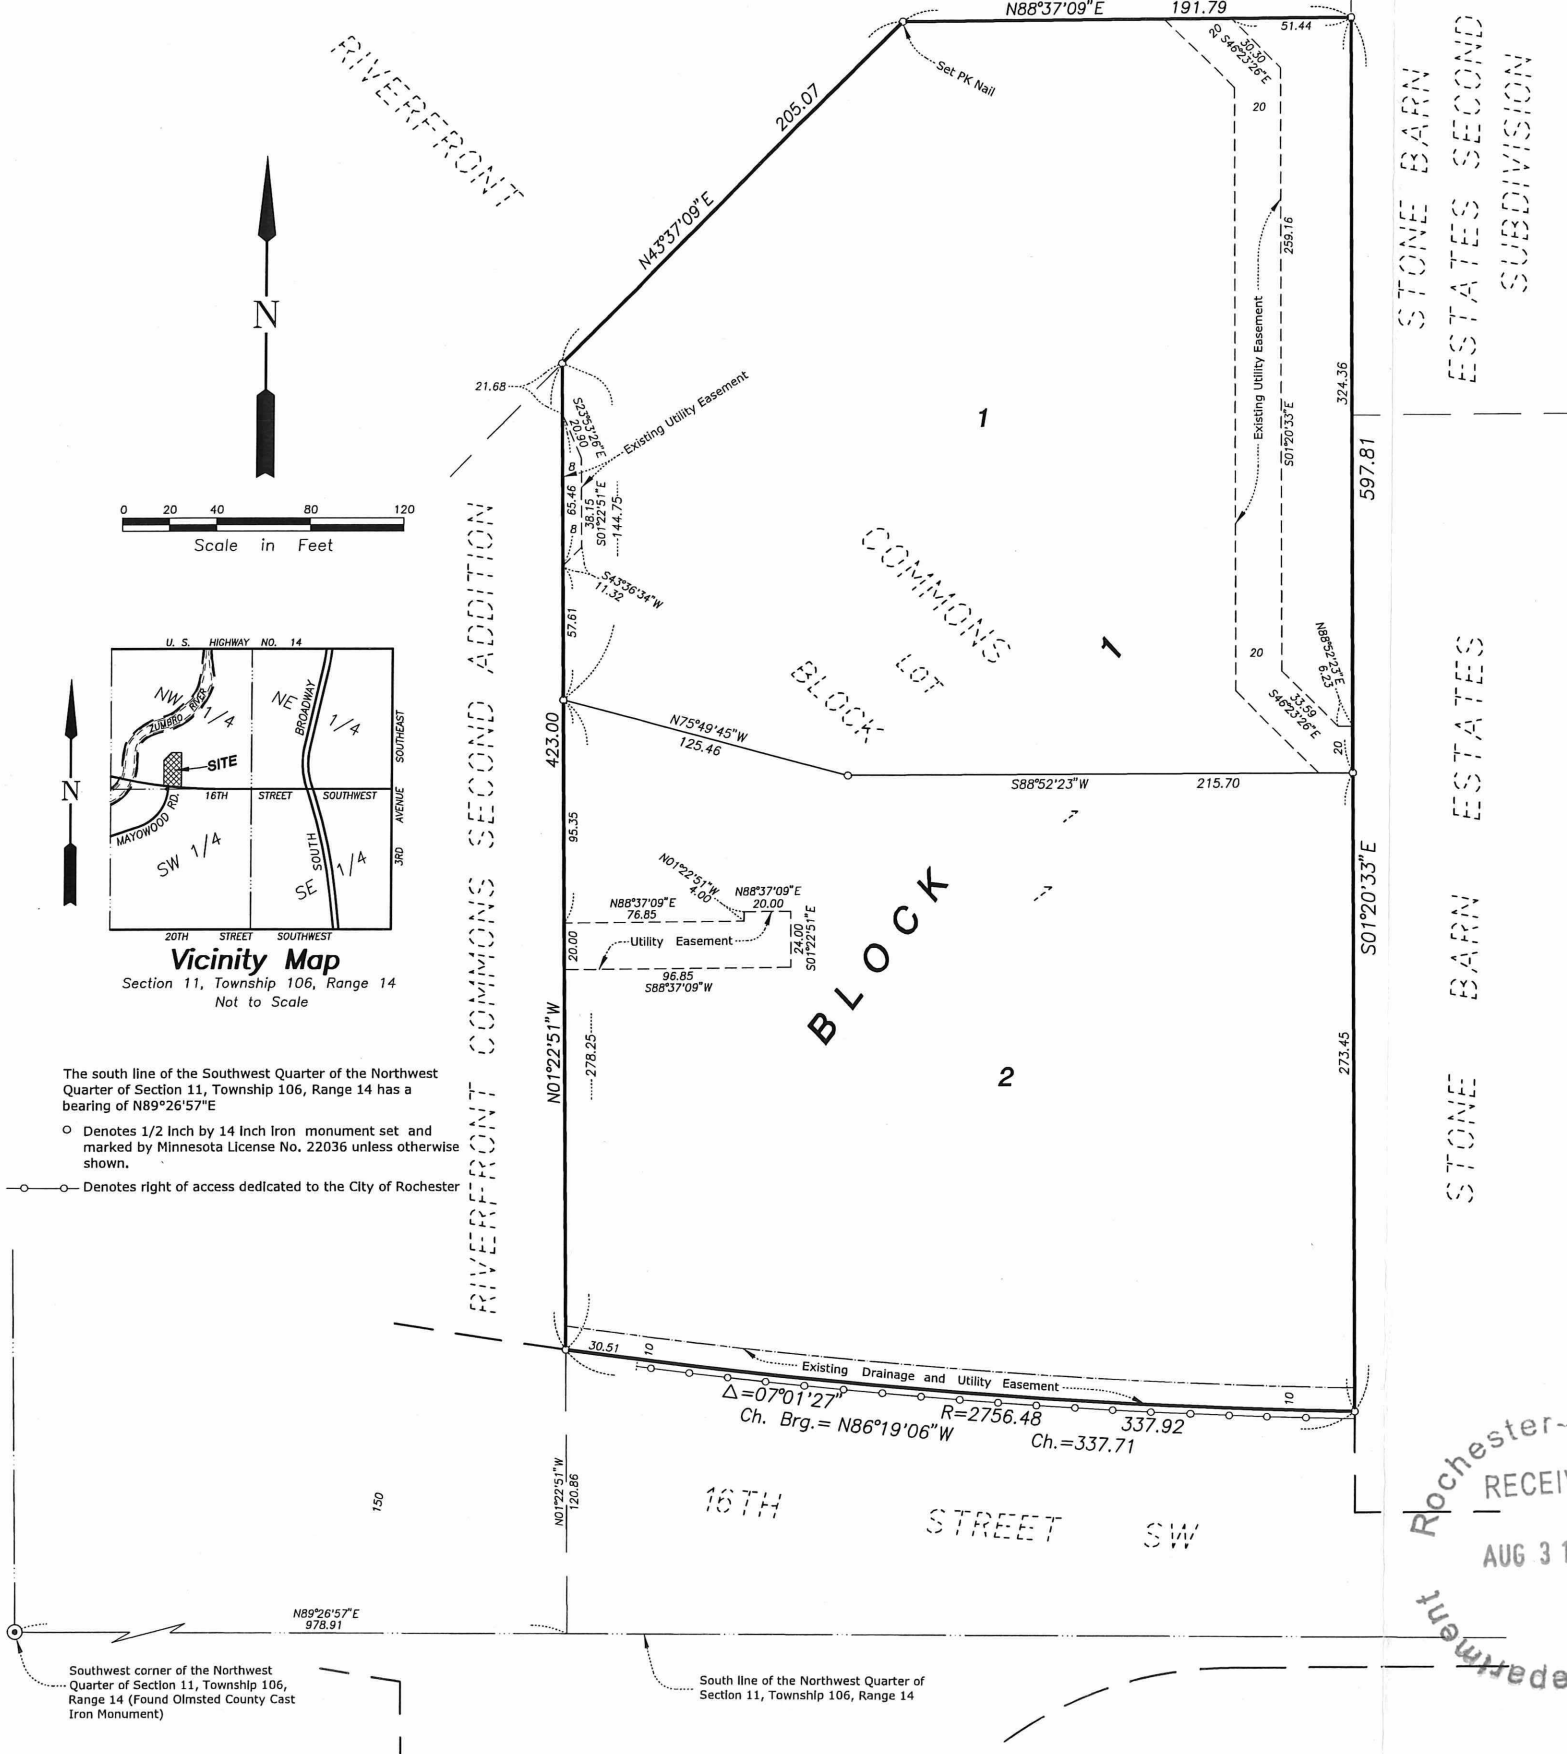 N88°37'09"E 191.79
51.44
30.30
20 S46°23'26"E
Set PK Nail
20
205.07
N43°37'09"E
RIVERFRONT
STONE BARN
ESTATES SECOND
SUBDIVISION
259.16
Existing Utility Easement
S01°20'33"E
324.36
597.81
N
21.68
S23°53'26"E
20.90
Existing Utility Easement
8
65.46
38.15
S01°22'51"E
144.75
8
S43°36'34"W
11.32
57.61
1
COMMONS
LOT
BLOCK
1
20
N88°52'23"E
6.23
33.59
S46°23'26"E
20
0 20 40 80 120
Scale in Feet
RIVERFRONT COMMONS SECOND ADDITION
U. S. HIGHWAY NO. 14
NW 1/4
NE 1/4
ZUMBRO RIVER
BROADWAY
SITE
16TH STREET SOUTHWEST
MAYOWOOD RD.
SW 1/4
SE 1/4
SOUTH
3RD AVENUE SOUTHEAST
20TH STREET SOUTHWEST
N
Vicinity Map
Section 11, Township 106, Range 14
Not to Scale
N75°49'45"W
125.46
S88°52'23"W 215.70
1
1
423.00
95.35
N01°22'51"W
4.00
N88°37'09"E
76.85
N88°37'09"E
20.00
20.00
Utility Easement
24.00
S01°22'51"E
96.85
S88°37'09"W
N01°22'51"W
278.25
BLOCK
2
S01°20'33"E
273.45
STONE BARN ESTATES
The south line of the Southwest Quarter of the Northwest
Quarter of Section 11, Township 106, Range 14 has a
bearing of N89°26'57"E
Denotes 1/2 Inch by 14 Inch Iron monument set and
marked by Minnesota License No. 22036 unless otherwise
shown.
Denotes right of access dedicated to the City of Rochester
30.51
10
Existing Drainage and Utility Easement
10
Δ=07°01'27"
R=2756.48 337.92
Ch. Brg.= N86°19'06"W
Ch.=337.71
N01°22'51"W
120.86
150
16TH STREET SW
Rochester-
RECEI
AUG 3 1
epartment
N89°26'57"E
978.91
Southwest corner of the Northwest
Quarter of Section 11, Township 106,
Range 14 (Found Olmsted County Cast
Iron Monument)
South line of the Northwest Quarter of
Section 11, Township 106, Range 14